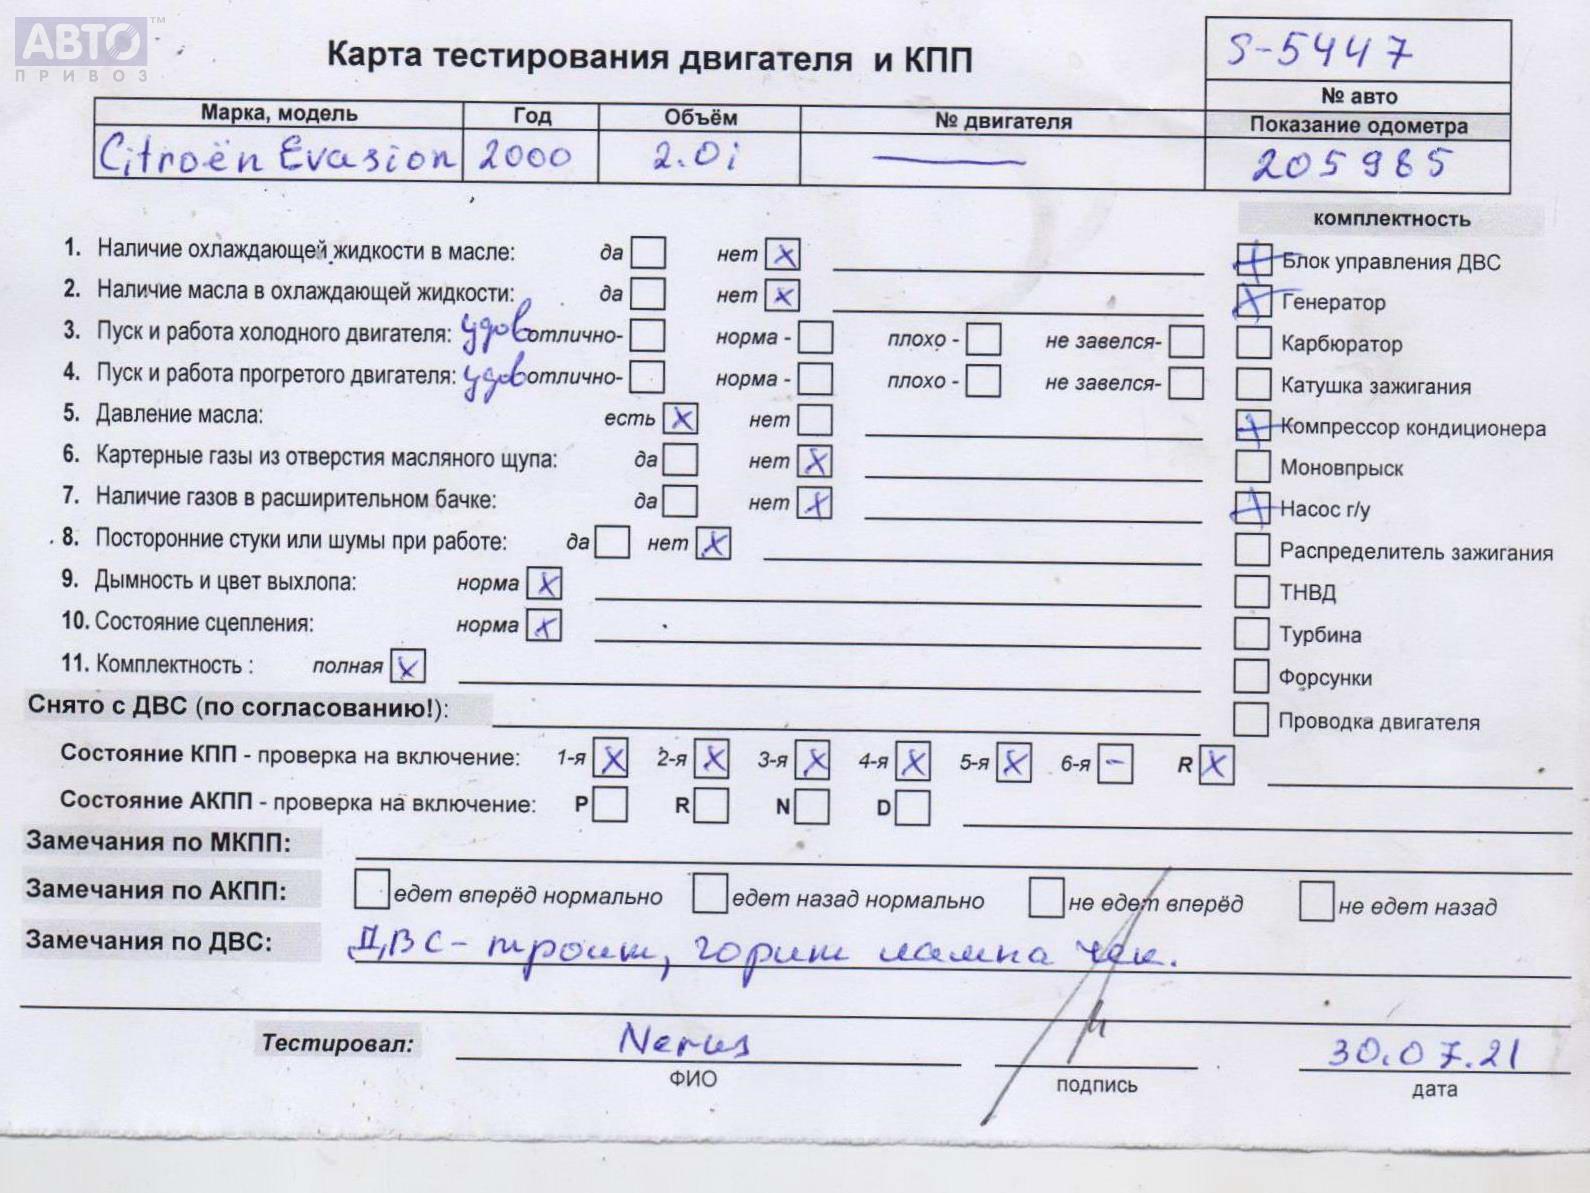 АВТО™
ПРИВОЗ
Карта тестирования двигателя и КПП
S-5447
№ авто
Марка, модель Год Объём № двигателя Показание одометра
Citroën Evasion 2000 2.0i — 205985
комплектность
1. Наличие охлаждающей жидкости в масле: да нет x
Блок управления ДВС
2. Наличие масла в охлаждающей жидкости: да нет x
Генератор
3. Пуск и работа холодного двигателя: удов отлично- норма - плохо - не завелся-
Карбюратор
4. Пуск и работа прогретого двигателя: удов отлично- норма - плохо - не завелся-
Катушка зажигания
5. Давление масла: есть x нет
Компрессор кондиционера
6. Картерные газы из отверстия масляного щупа: да нет x
Моновпрыск
7. Наличие газов в расширительном бачке: да нет x
Насос г/у
8. Посторонние стуки или шумы при работе: да нет x
Распределитель зажигания
9. Дымность и цвет выхлопа: норма x
ТНВД
10. Состояние сцепления: норма x
Турбина
11. Комплектность : полная x
Форсунки
Снято с ДВС (по согласованию!):
Проводка двигателя
Состояние КПП - проверка на включение: 1-я x 2-я x 3-я x 4-я x 5-я x 6-я – R x
Состояние АКПП - проверка на включение: P R N D
Замечания по МКПП:
Замечания по АКПП: едет вперёд нормально едет назад нормально не едет вперёд не едет назад
Замечания по ДВС: ДВС - троит, горит лампа чек.
Тестировал: 30.07.21
ФИО подпись дата